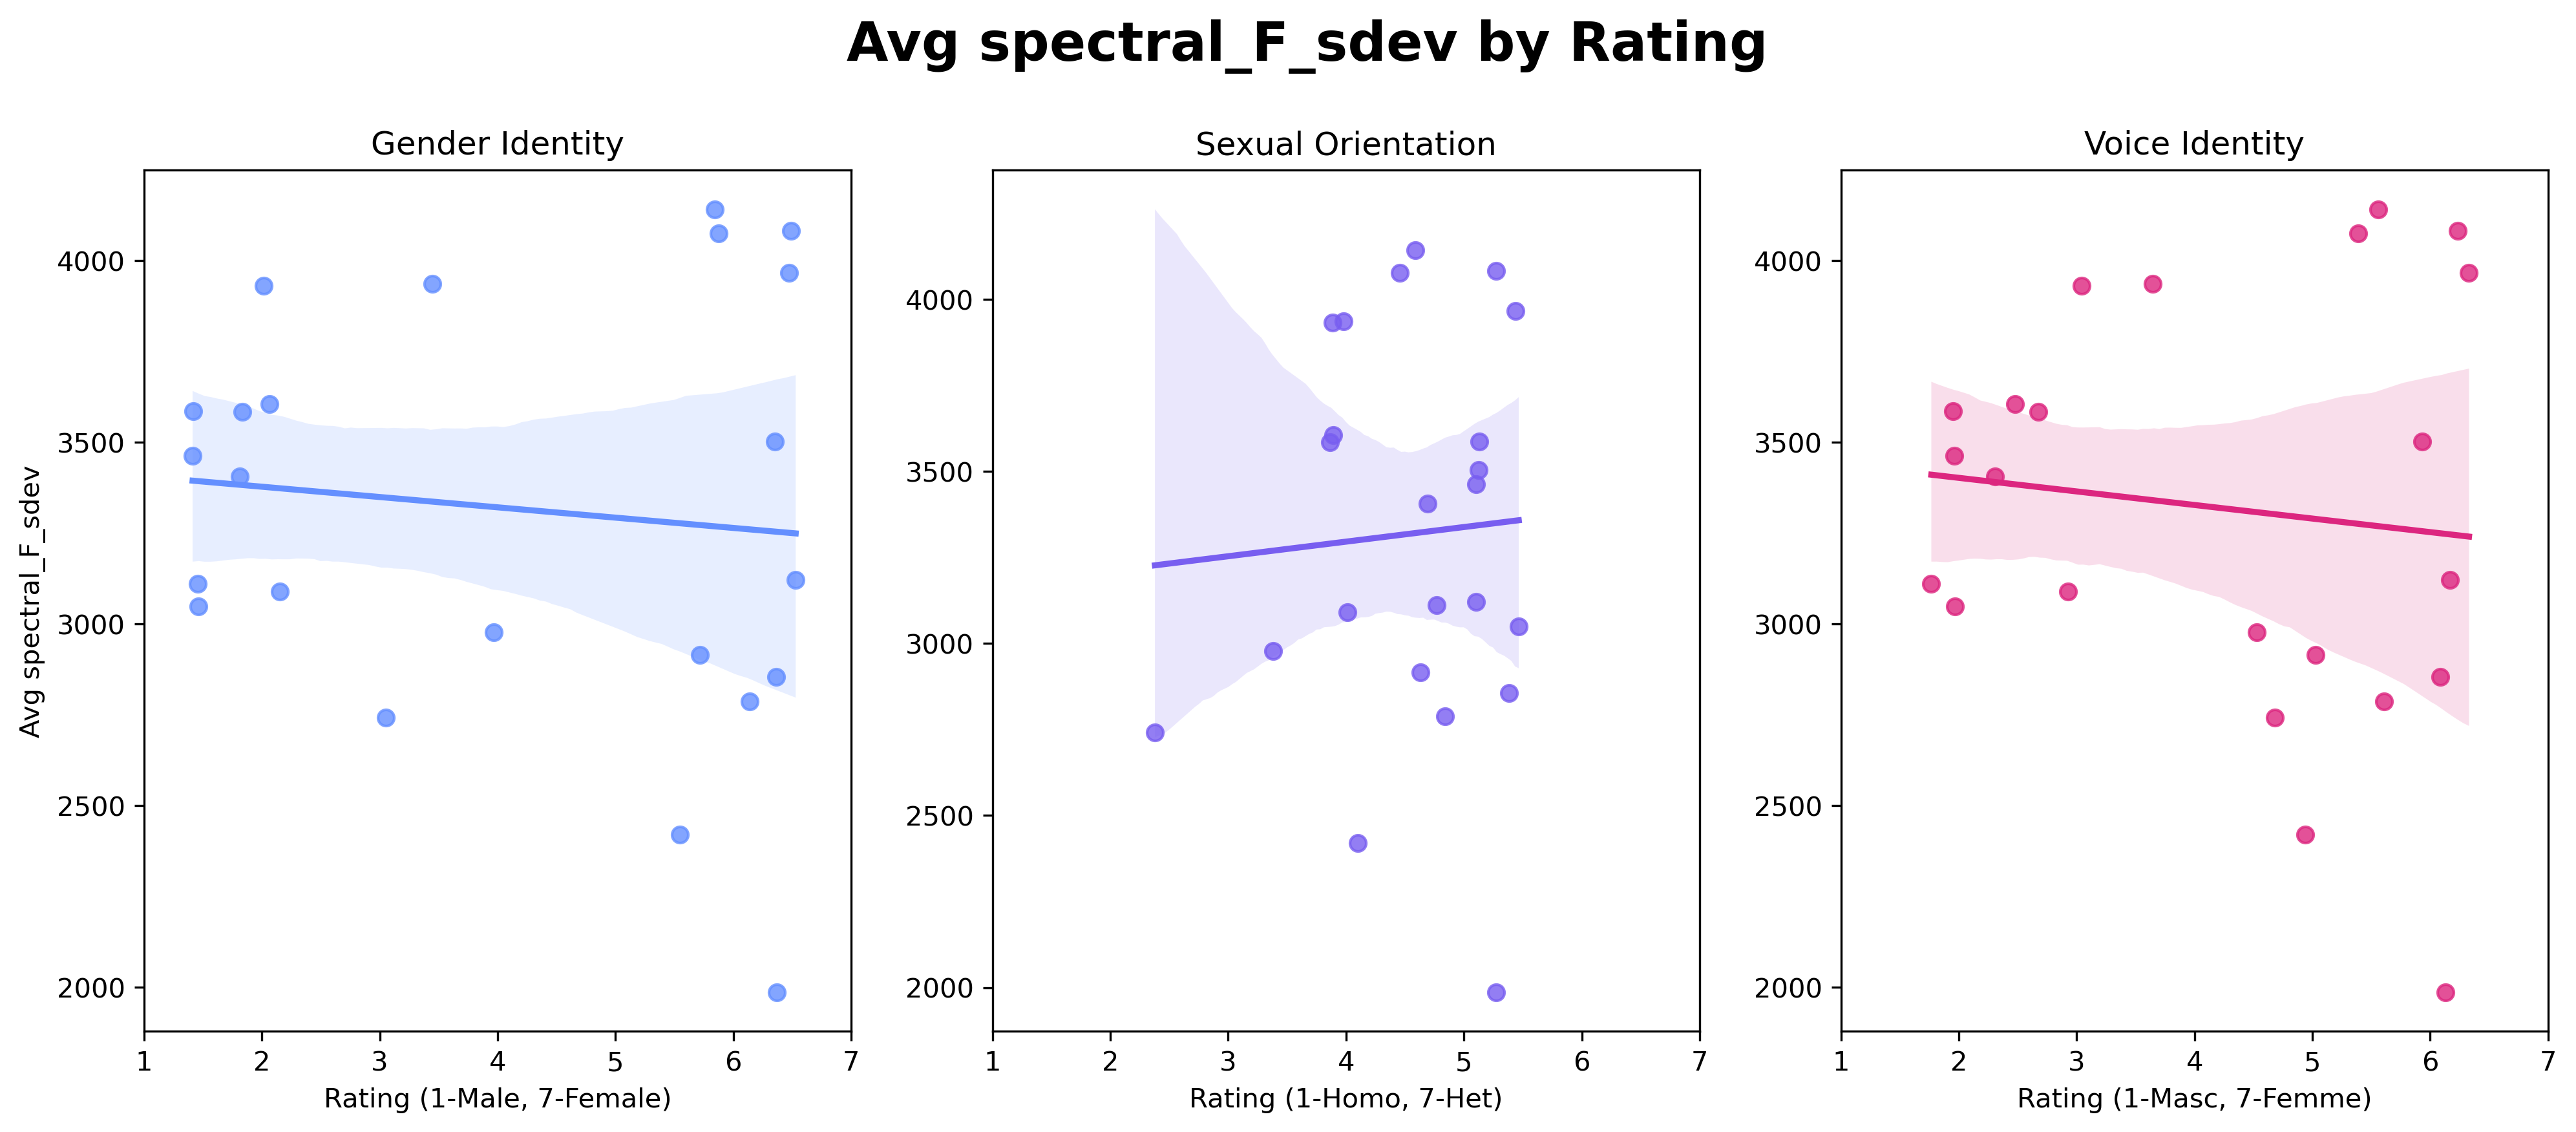 Avg spectral_F_sdev by Rating
Gender Identity
Sexual Orientation
Voice Identity
Avg spectral_F_sdev
4000
3500
3000
2500
2000
1 2 3 4 5 6 7
Rating (1-Male, 7-Female)
4000
3500
3000
2500
2000
1 2 3 4 5 6 7
Rating (1-Homo, 7-Het)
4000
3500
3000
2500
2000
1 2 3 4 5 6 7
Rating (1-Masc, 7-Femme)